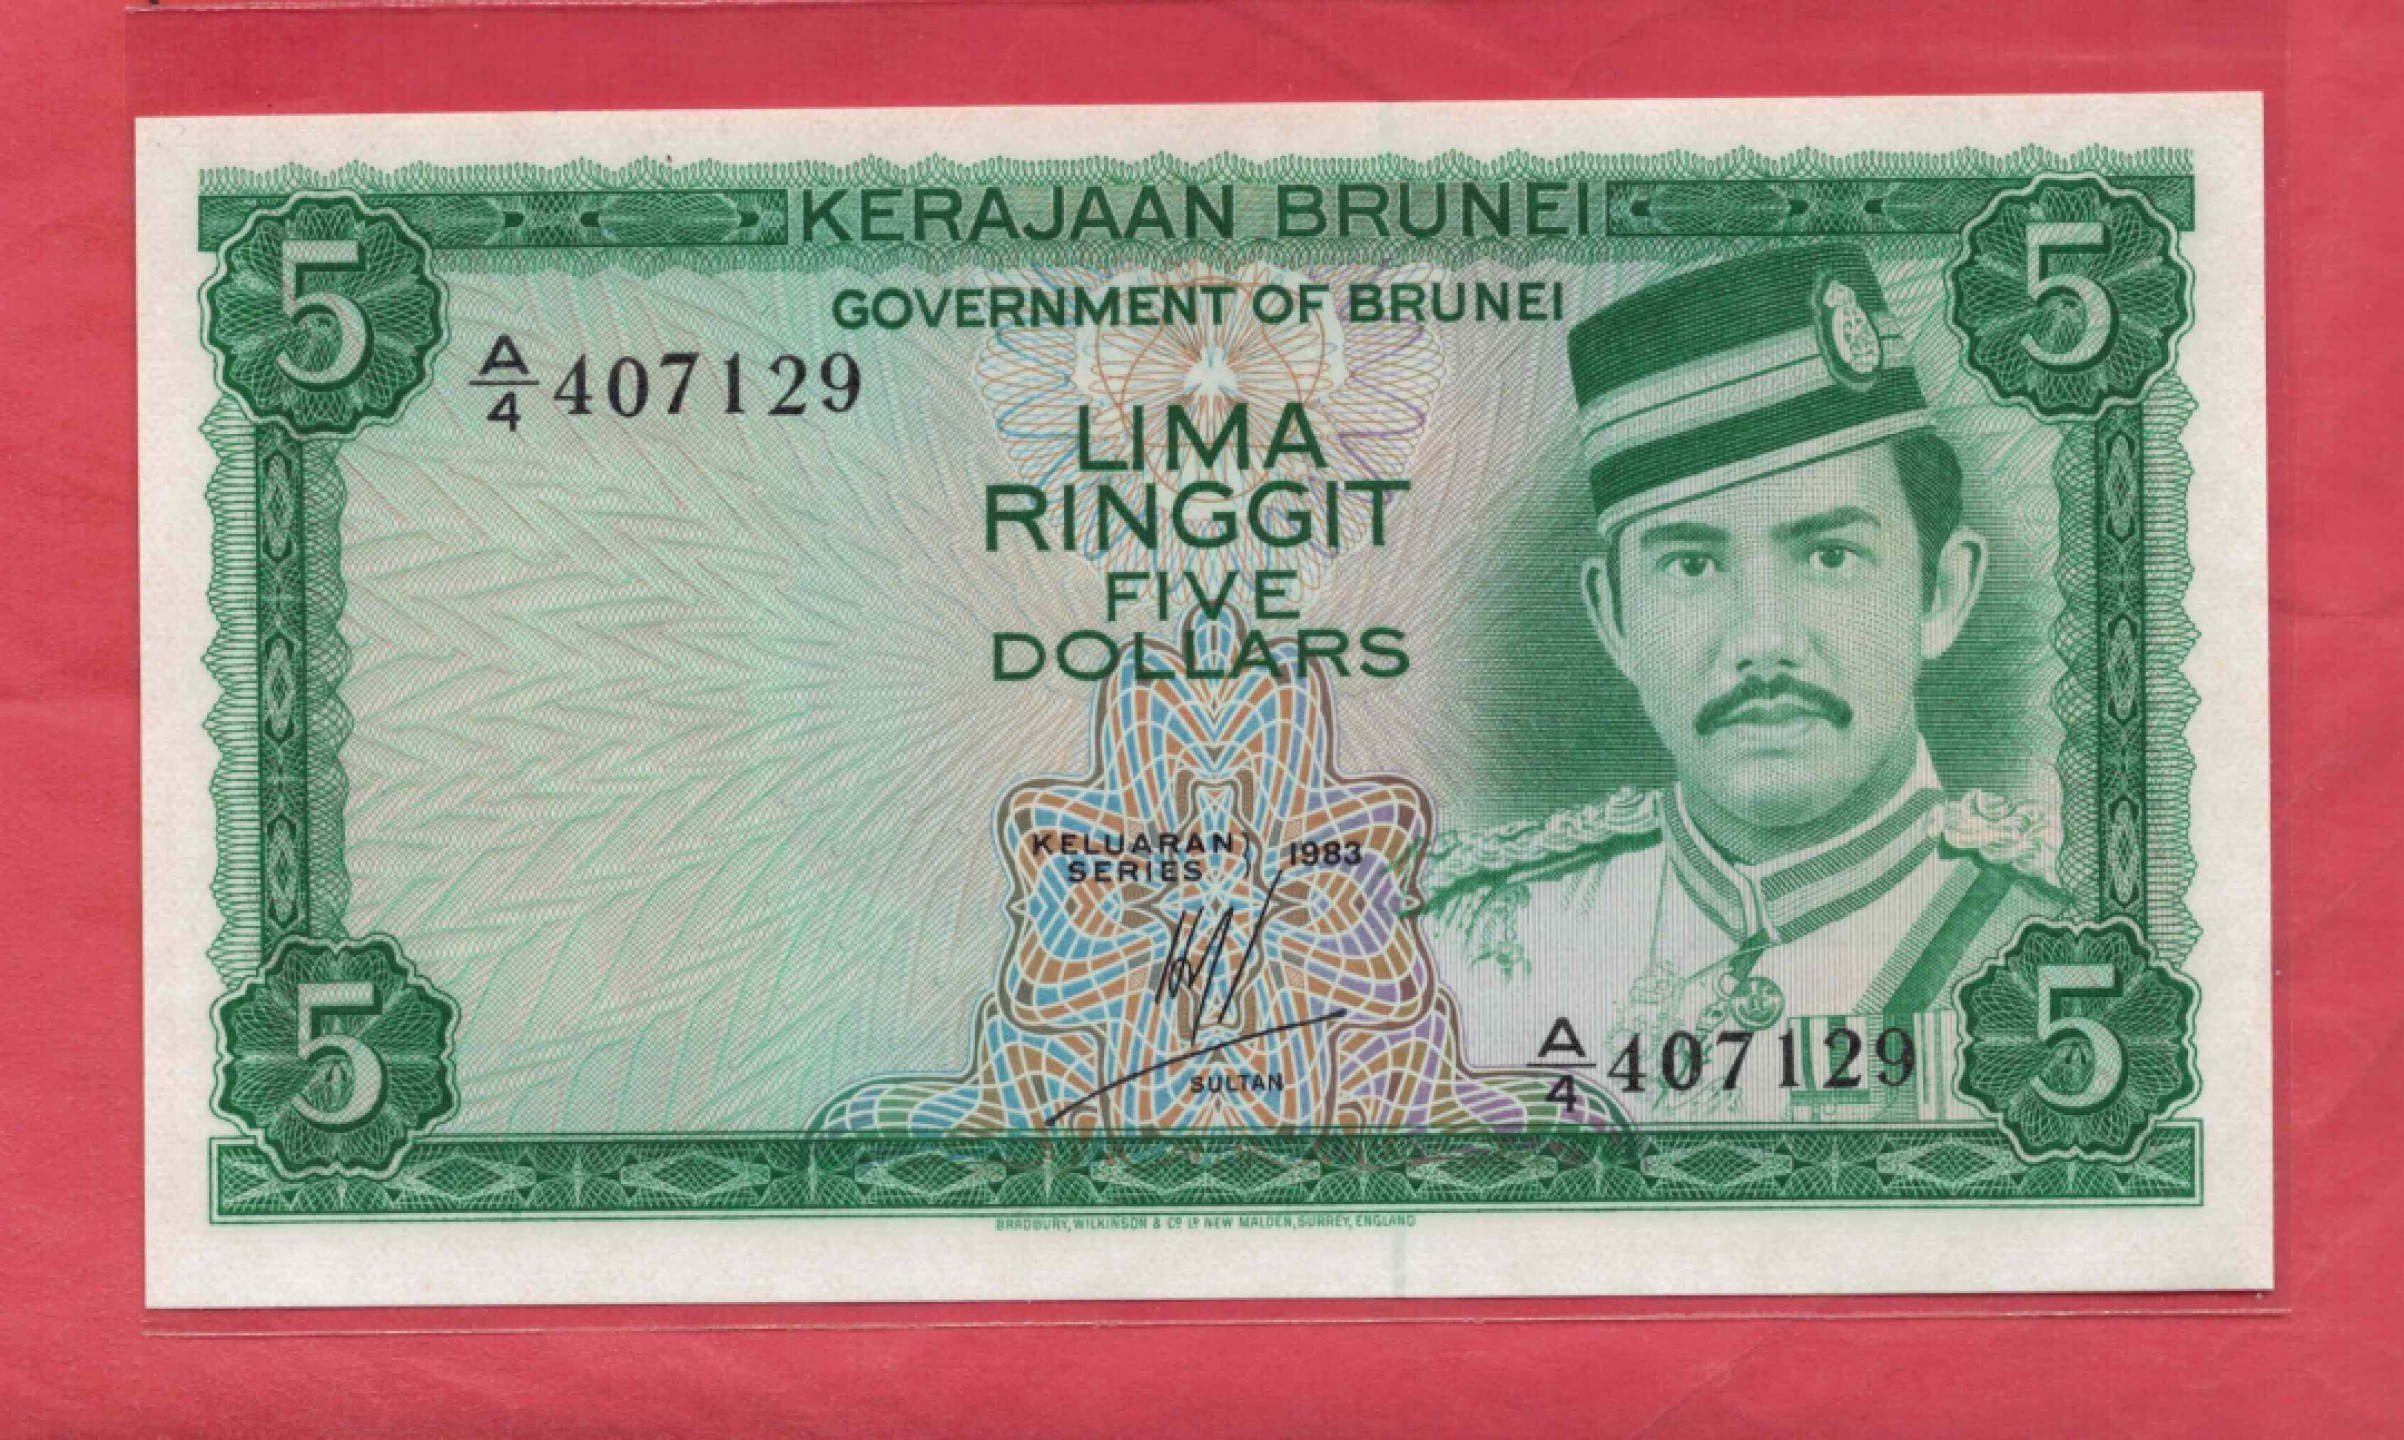 KERAJAAN BRUNEI
GOVERNMENT OF BRUNEI
5
5
A/4 407129
LIMA
RINGGIT
FIVE
DOLLARS
KELUARAN
SERIES } 1983
SULTAN
A/4 407129
5
5
BRADBURY, WILKINSON & Cº Lᵈ NEW MALDEN, SURREY, ENGLAND